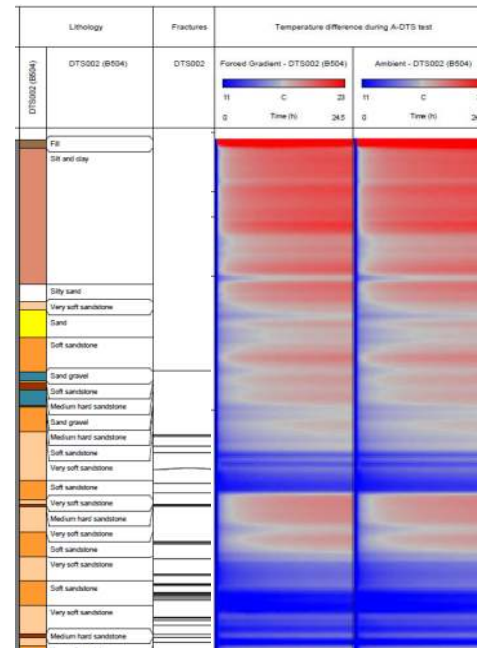 Lithology
Fractures
Temperature difference during A-DTS test
DTS002 (B504)
DTS002 (B504)
DTS002
Forced Gradient - DTS002 (B504)
Ambient - DTS002 (B504)
11 C 23
11 C
0 Time (h) 24.5
0 Time (h)
Fill
Silt and clay
Silty sand
Very soft sandstone
Sand
Soft sandstone
Sand gravel
Soft sandstone
Medium hard sandstone
Sand gravel
Medium hard sandstone
Soft sandstone
Very soft sandstone
Soft sandstone
Very soft sandstone
Medium hard sandstone
Very soft sandstone
Soft sandstone
Very soft sandstone
Soft sandstone
Very soft sandstone
Medium hard sandstone